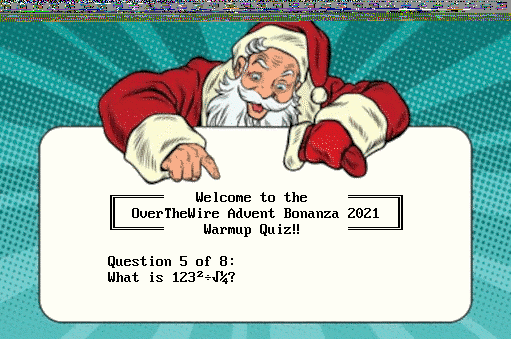 Welcome to the
OverTheWire Advent Bonanza 2021
Warmup Quiz!!
Question 5 of 8:
What is 123²÷√¼?